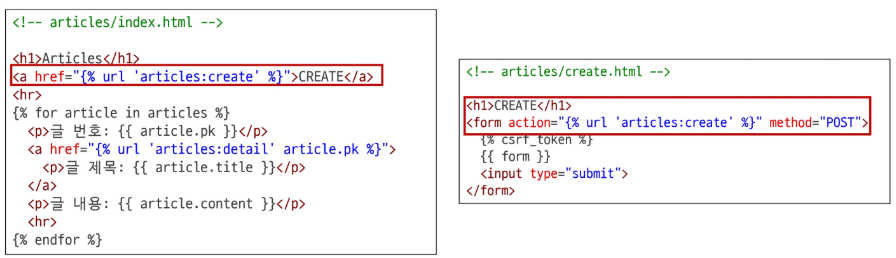 <!-- articles/index.html -->
<h1>Articles</h1>
<a href="{% url 'articles:create' %}">CREATE</a>
<hr>
{% for article in articles %}
<p>글 번호: {{ article.pk }}</p>
<a href="{% url 'articles:detail' article.pk %}">
<p>글 제목: {{ article.title }}</p>
</a>
<p>글 내용: {{ article.content }}</p>
<hr>
{% endfor %}
<!-- articles/create.html -->
<h1>CREATE</h1>
<form action="{% url 'articles:create' %}" method="POST">
{% csrf_token %}
{{ form }}
<input type="submit">
</form>